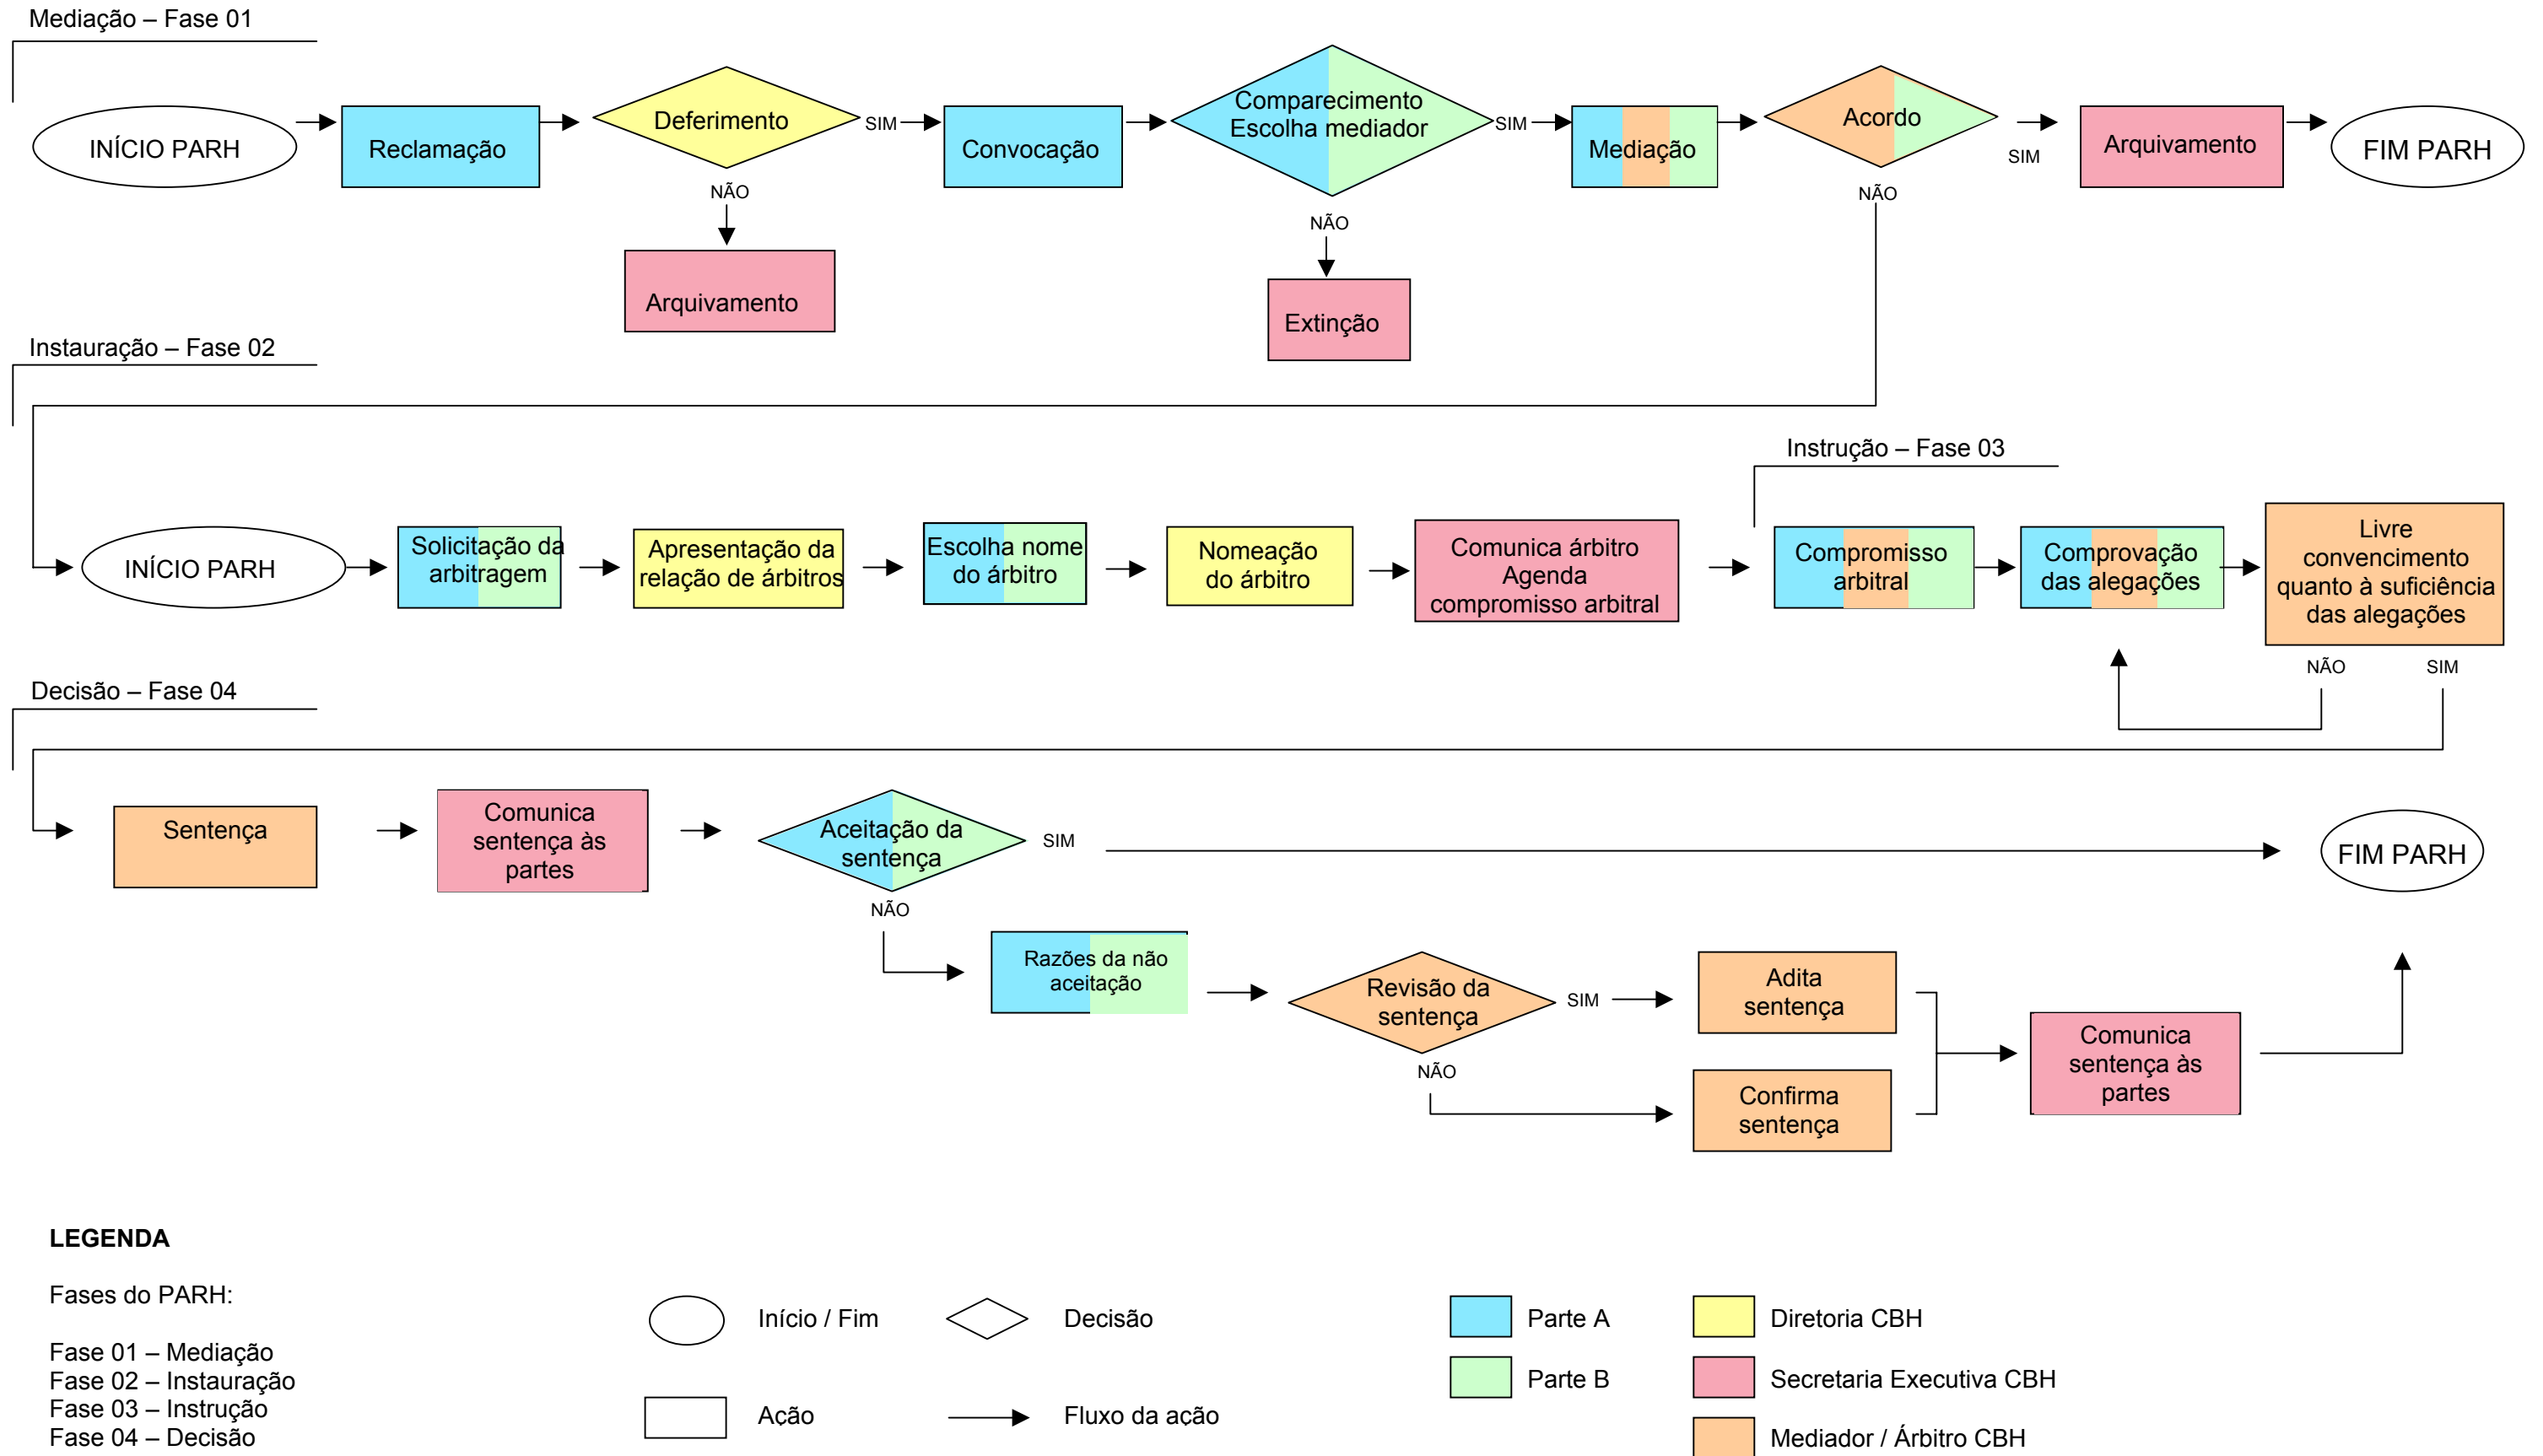 Mediação – Fase 01
INÍCIO PARH
Reclamação
Deferimento
SIM
NÃO
Arquivamento
Convocação
Comparecimento
Escolha mediador
SIM
NÃO
Extinção
Mediação
Acordo
SIM
NÃO
Arquivamento
FIM PARH
Instauração – Fase 02
INÍCIO PARH
Solicitação da
arbitragem
Apresentação da
relação de árbitros
Escolha nome
do árbitro
Nomeação
do árbitro
Comunica árbitro
Agenda
compromisso arbitral
Instrução – Fase 03
Compromisso
arbitral
Comprovação
das alegações
Livre
convencimento
quanto à suficiência
das alegações
NÃO
SIM
Decisão – Fase 04
Sentença
Comunica
sentença às
partes
Aceitação da
sentença
SIM
NÃO
FIM PARH
Razões da não
aceitação
Revisão da
sentença
SIM
NÃO
Adita
sentença
Confirma
sentença
Comunica
sentença às
partes
LEGENDA
Fases do PARH:
Fase 01 – Mediação
Fase 02 – Instauração
Fase 03 – Instrução
Fase 04 – Decisão
Início / Fim
Decisão
Ação
Fluxo da ação
Parte A
Parte B
Diretoria CBH
Secretaria Executiva CBH
Mediador / Árbitro CBH